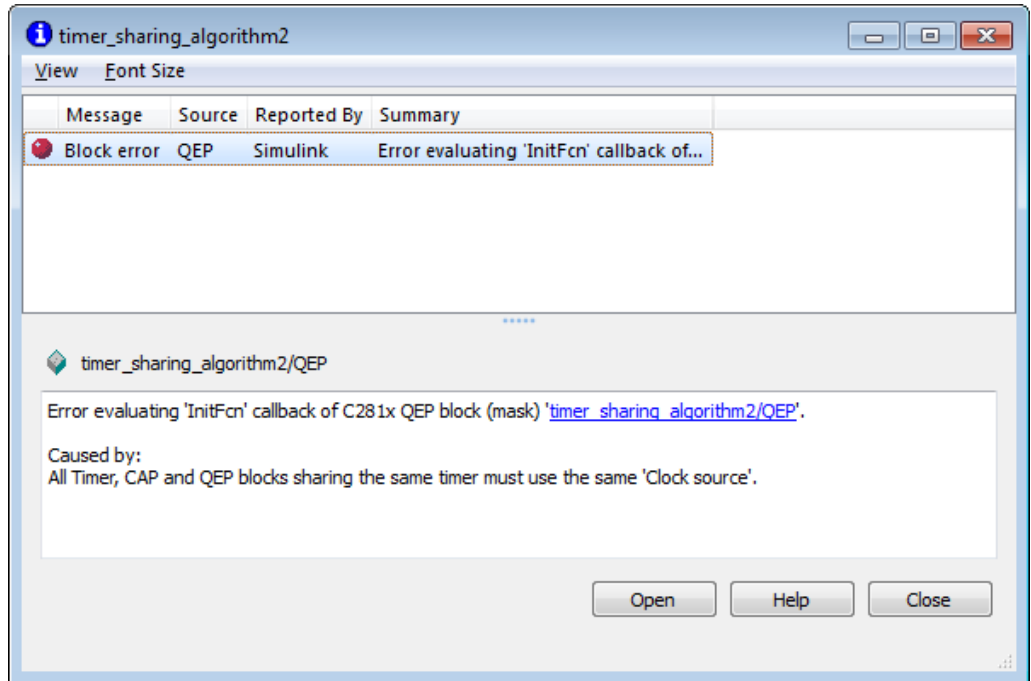 timer_sharing_algorithm2
View Font Size
Message Source Reported By Summary
Block error QEP Simulink Error evaluating 'InitFcn' callback of...
timer_sharing_algorithm2/QEP
Error evaluating 'InitFcn' callback of C281x QEP block (mask) 'timer_sharing_algorithm2/QEP'.
Caused by:
All Timer, CAP and QEP blocks sharing the same timer must use the same 'Clock source'.
Open Help Close